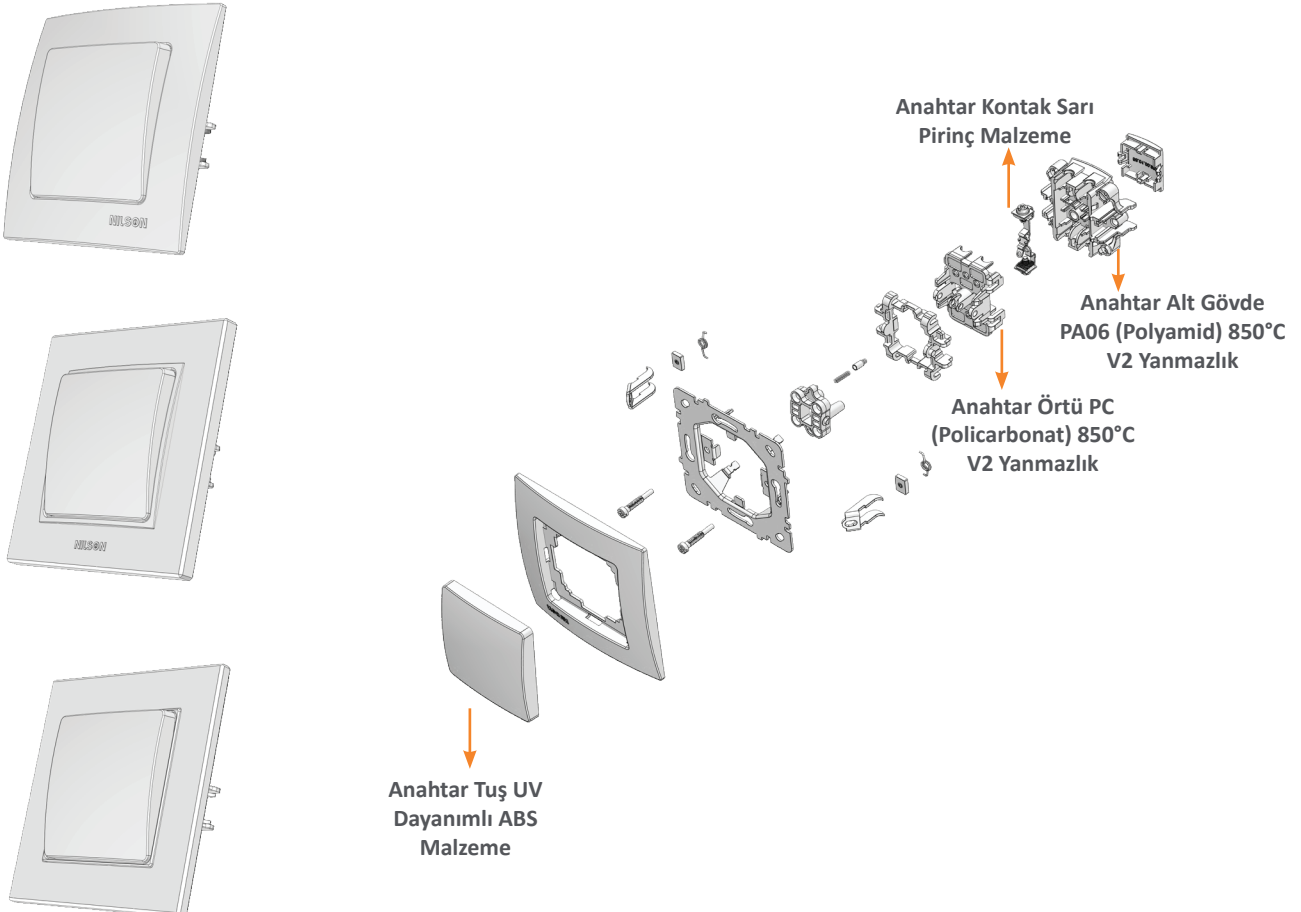 NILSON
NILSON
Anahtar Kontak Sarı
Pirinç Malzeme
Anahtar Alt Gövde
PA06 (Polyamid) 850°C
V2 Yanmazlık
Anahtar Örtü PC
(Policarbonat) 850°C
V2 Yanmazlık
Anahtar Tuş UV
Dayanımlı ABS
Malzeme